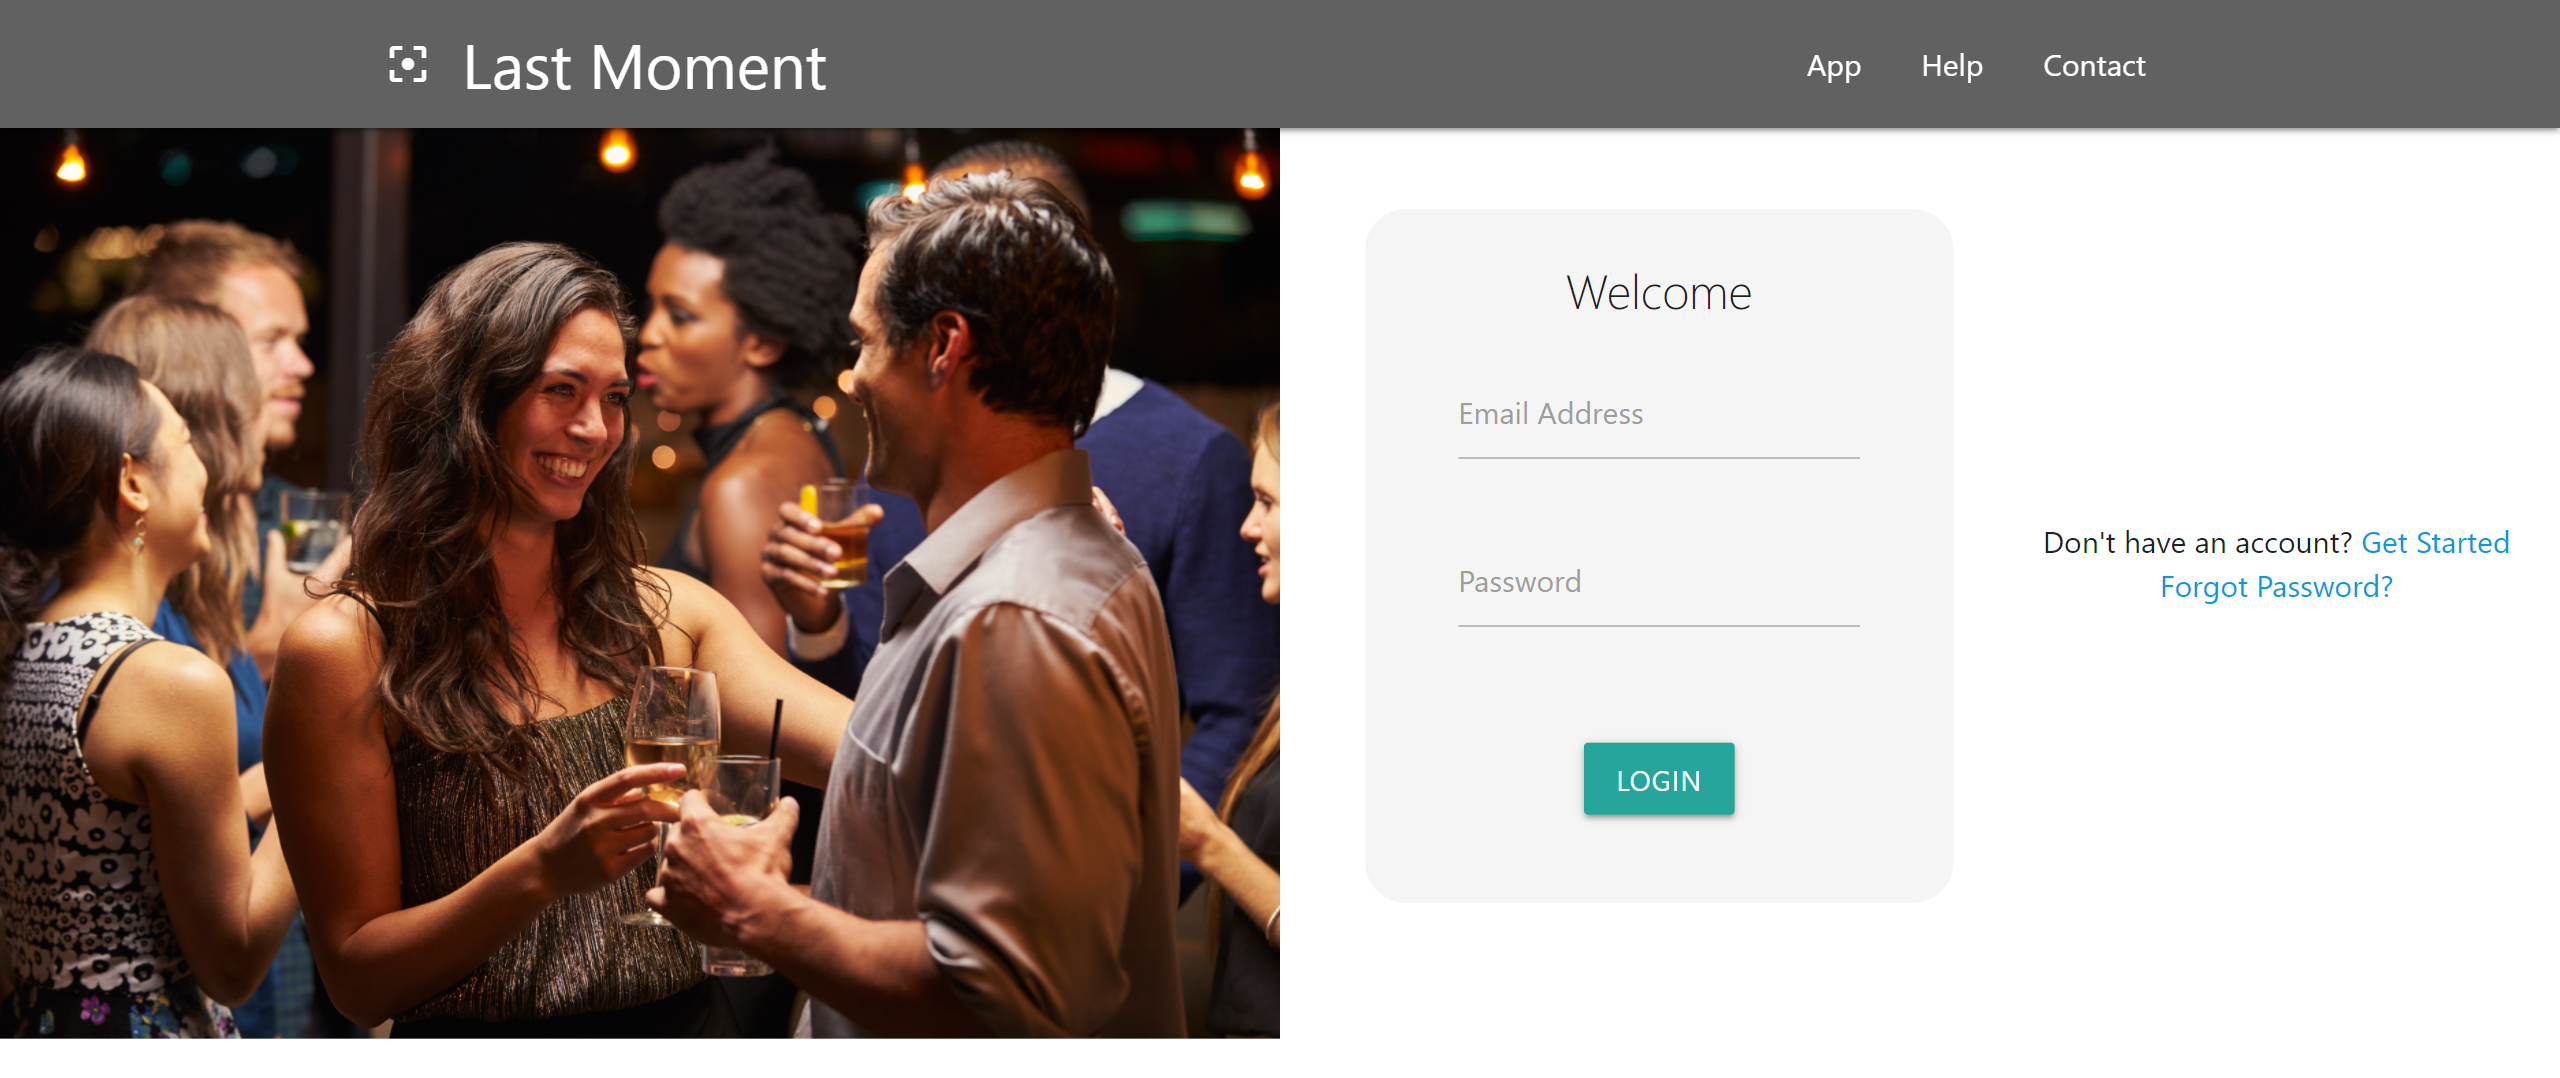 Last Moment
App Help Contact
Welcome
Email Address
Password
LOGIN
Don't have an account? Get Started
Forgot Password?